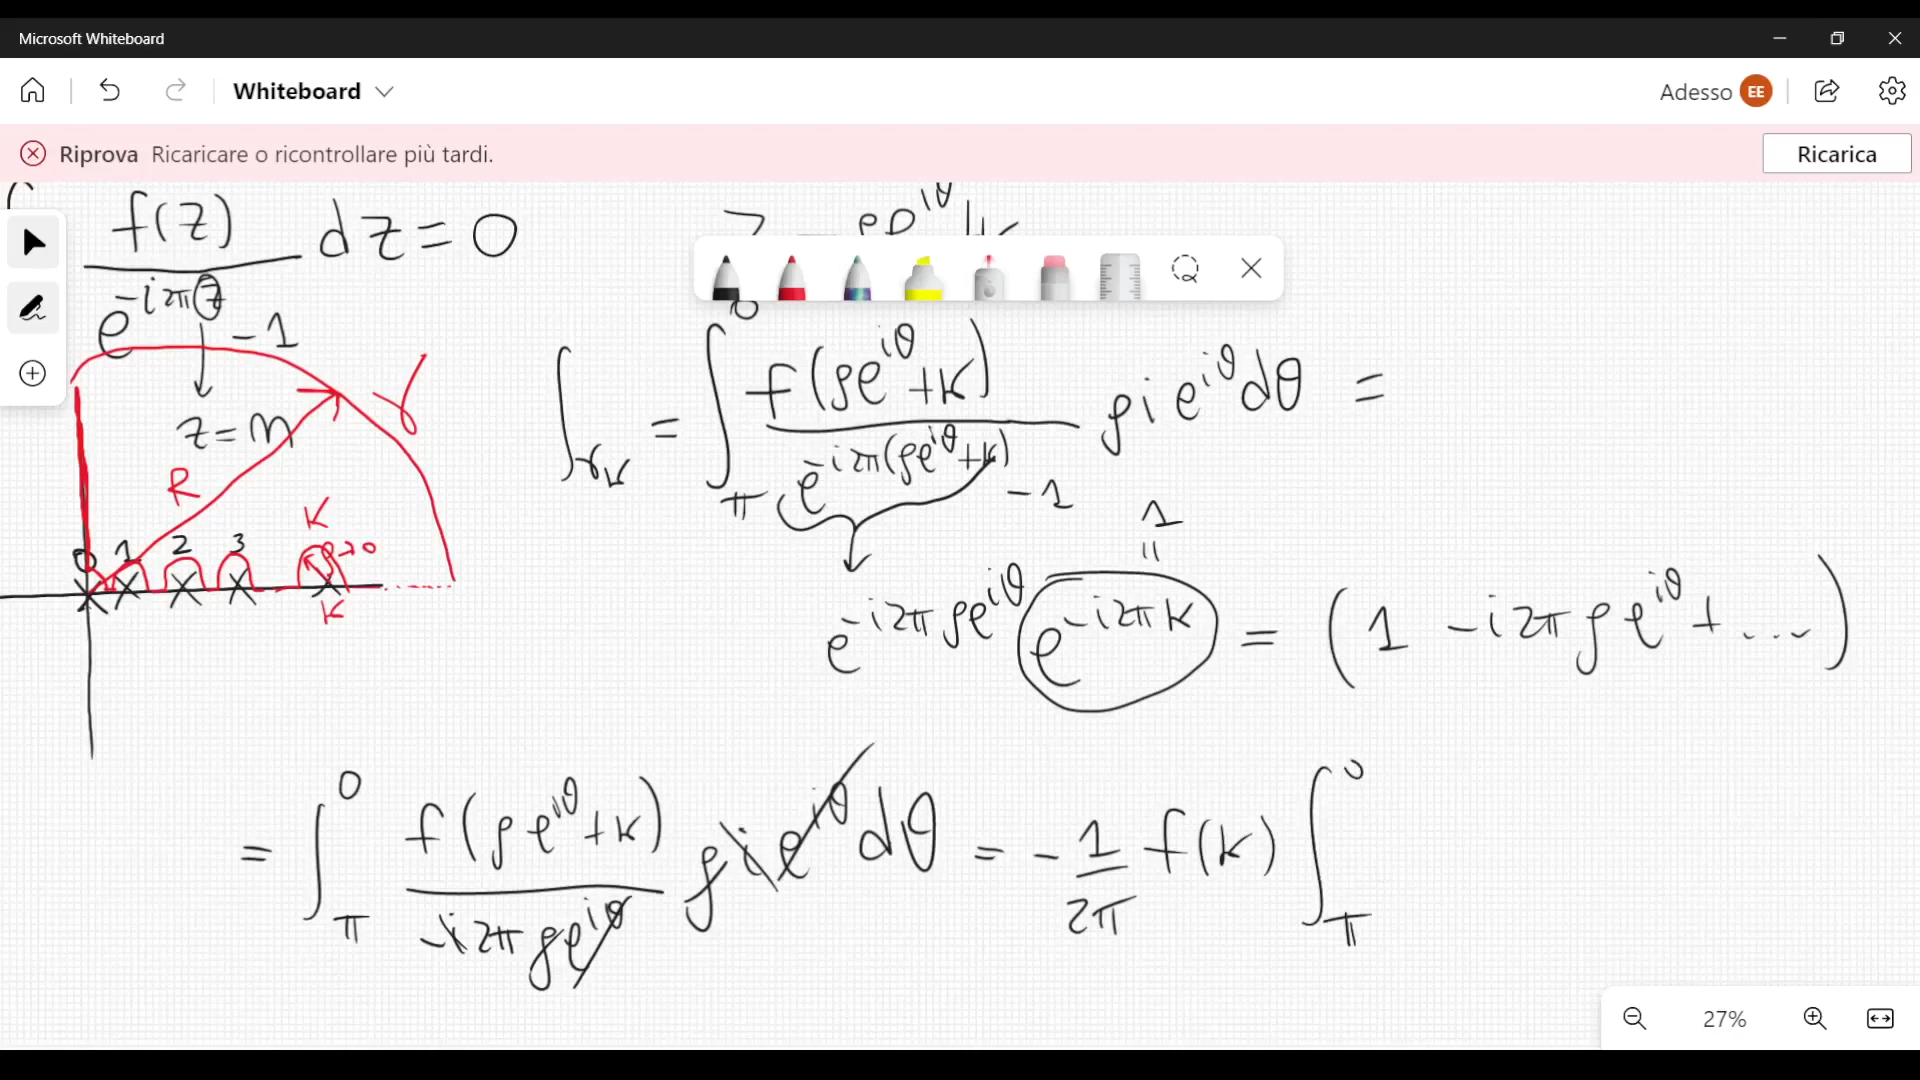 Microsoft Whiteboard
Whiteboard
Adesso EE
Riprova Ricaricare o ricontrollare più tardi.
Ricarica
f(z) / (e^{-i2πz} - 1) dz = 0
z = n
γ
R
K
ρ→0
0 1 2 3
K
∫_{γ_K} = ∫_π^0 f(ρe^{iθ}+K) / (e^{-i2π(ρe^{iθ}+K)} - 1) ρie^{iθ}dθ =
1
=
e^{-i2πρe^{iθ}} e^{-i2πK} = (1 - i2πρe^{iθ} + ...)
= ∫_π^0 f(ρe^{iθ}+K) / (-i2πρe^{iθ}) ρie^{iθ}dθ = - 1/2π f(K) ∫_π^0
27%